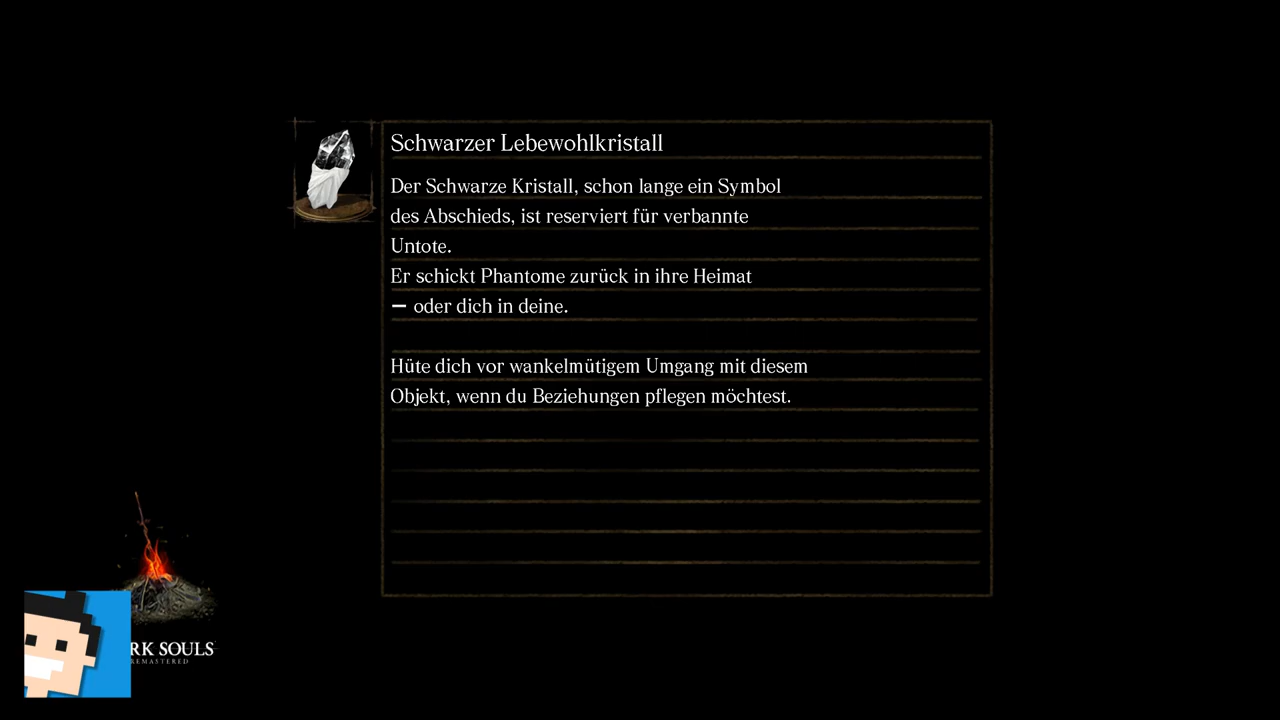 Schwarzer Lebewohlkristall
Der Schwarze Kristall, schon lange ein Symbol
des Abschieds, ist reserviert für verbannte
Untote.
Er schickt Phantome zurück in ihre Heimat
— oder dich in deine.
Hüte dich vor wankelmütigem Umgang mit diesem
Objekt, wenn du Beziehungen pflegen möchtest.
RK SOULS
REMASTERED